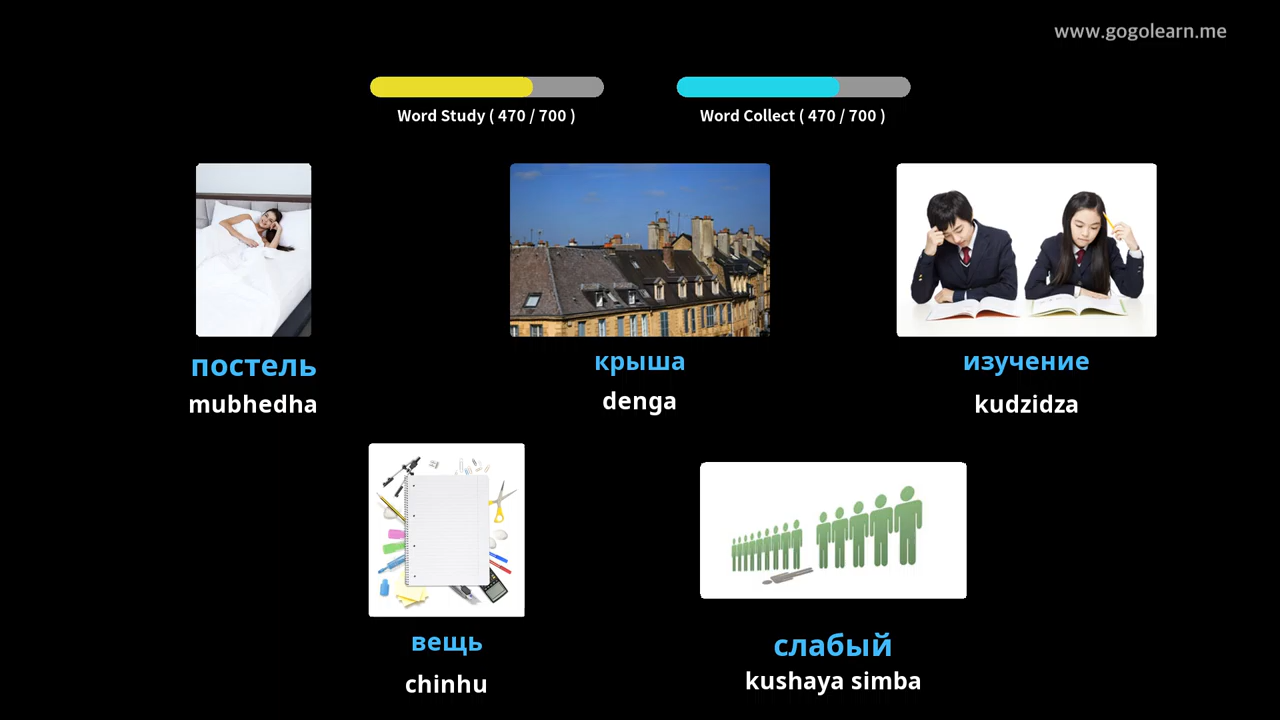 www.gogolearn.me
Word Study ( 470 / 700 )
Word Collect ( 470 / 700 )
постель
mubhedha
крыша
denga
изучение
kudzidza
вещь
chinhu
слабый
kushaya simba